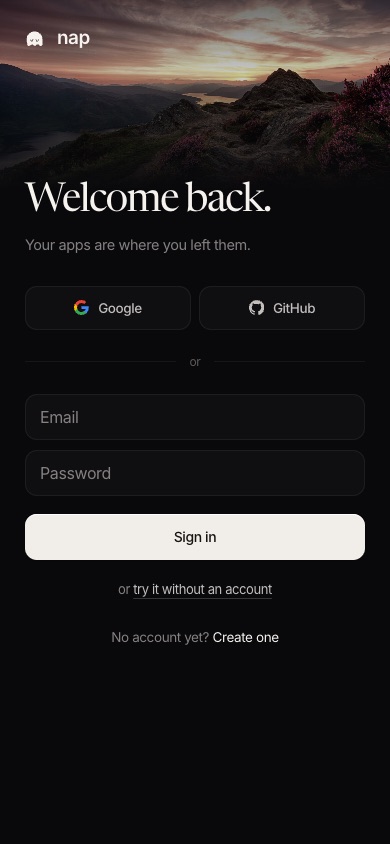 nap
Welcome back.
Your apps are where you left them.
Google
GitHub
or
Email
Password
Sign in
or try it without an account
No account yet? Create one